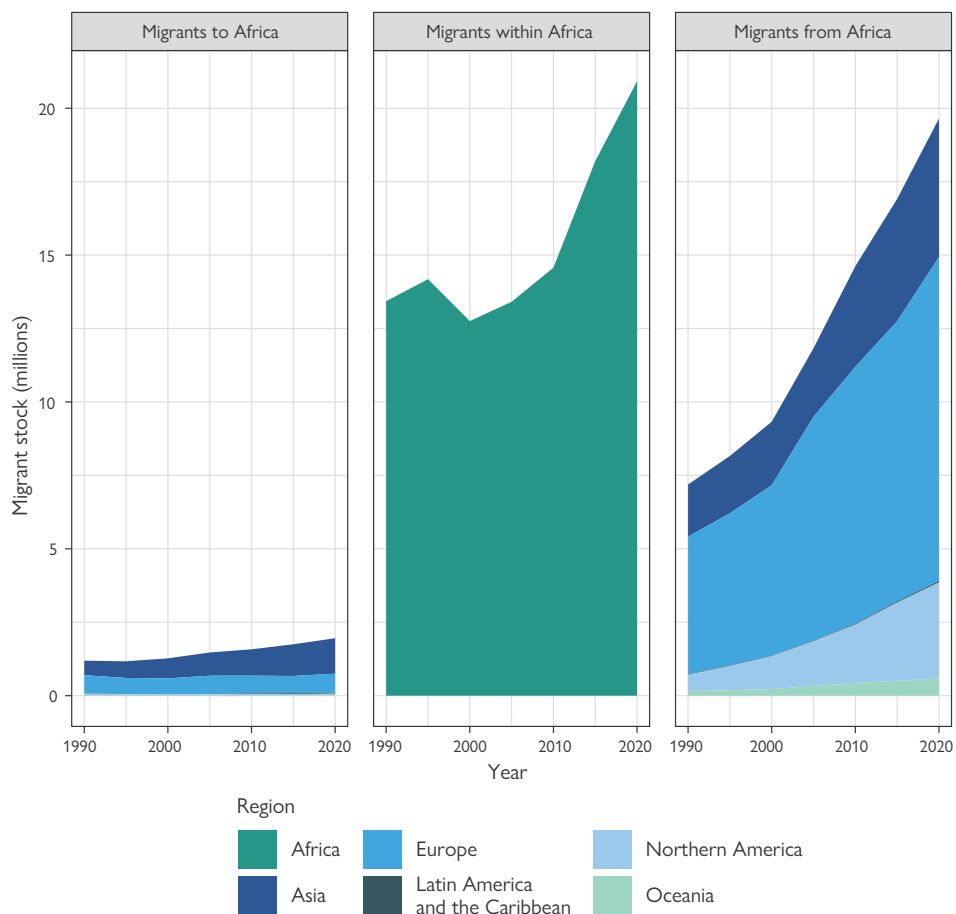 Migrants to Africa
Migrants within Africa
Migrants from Africa
Migrant stock (millions)
20
15
10
5
0
1990 2000 2010 2020
1990 2000 2010 2020
1990 2000 2010 2020
Year
Region
Africa
Europe
Northern America
Asia
Latin America
and the Caribbean
Oceania